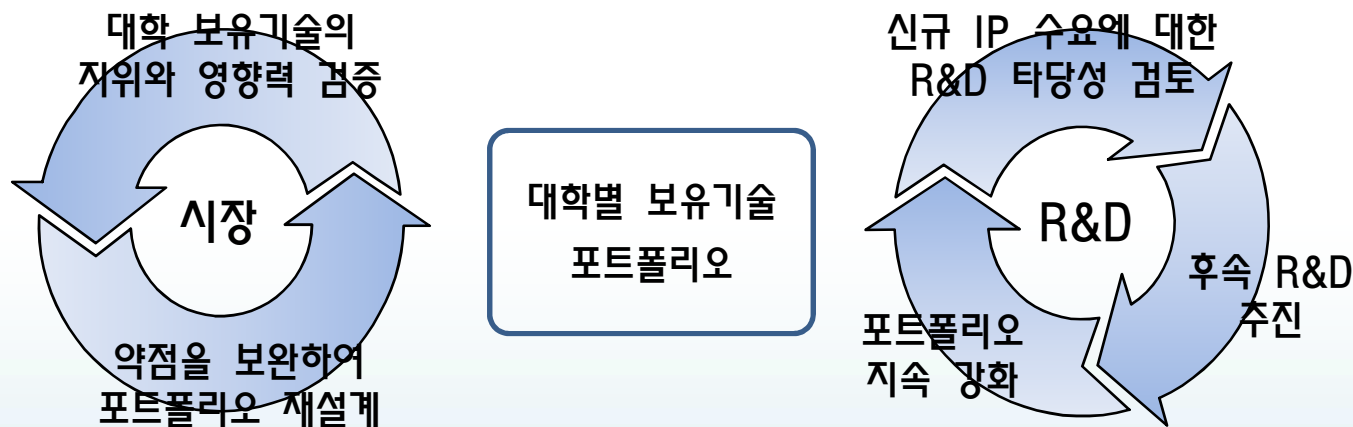 대학 보유기술의
지위와 영향력 검증
시장
약점을 보완하여
포트폴리오 재설계
대학별 보유기술
포트폴리오
신규 IP 수요에 대한
R&D 타당성 검토
R&D
후속 R&D
추진
포트폴리오
지속 강화